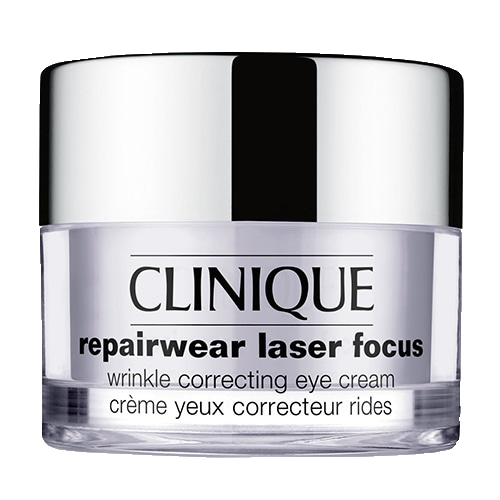 CLINIQUE
repairwear laser focus
wrinkle correcting eye cream
crème yeux correcteur rides